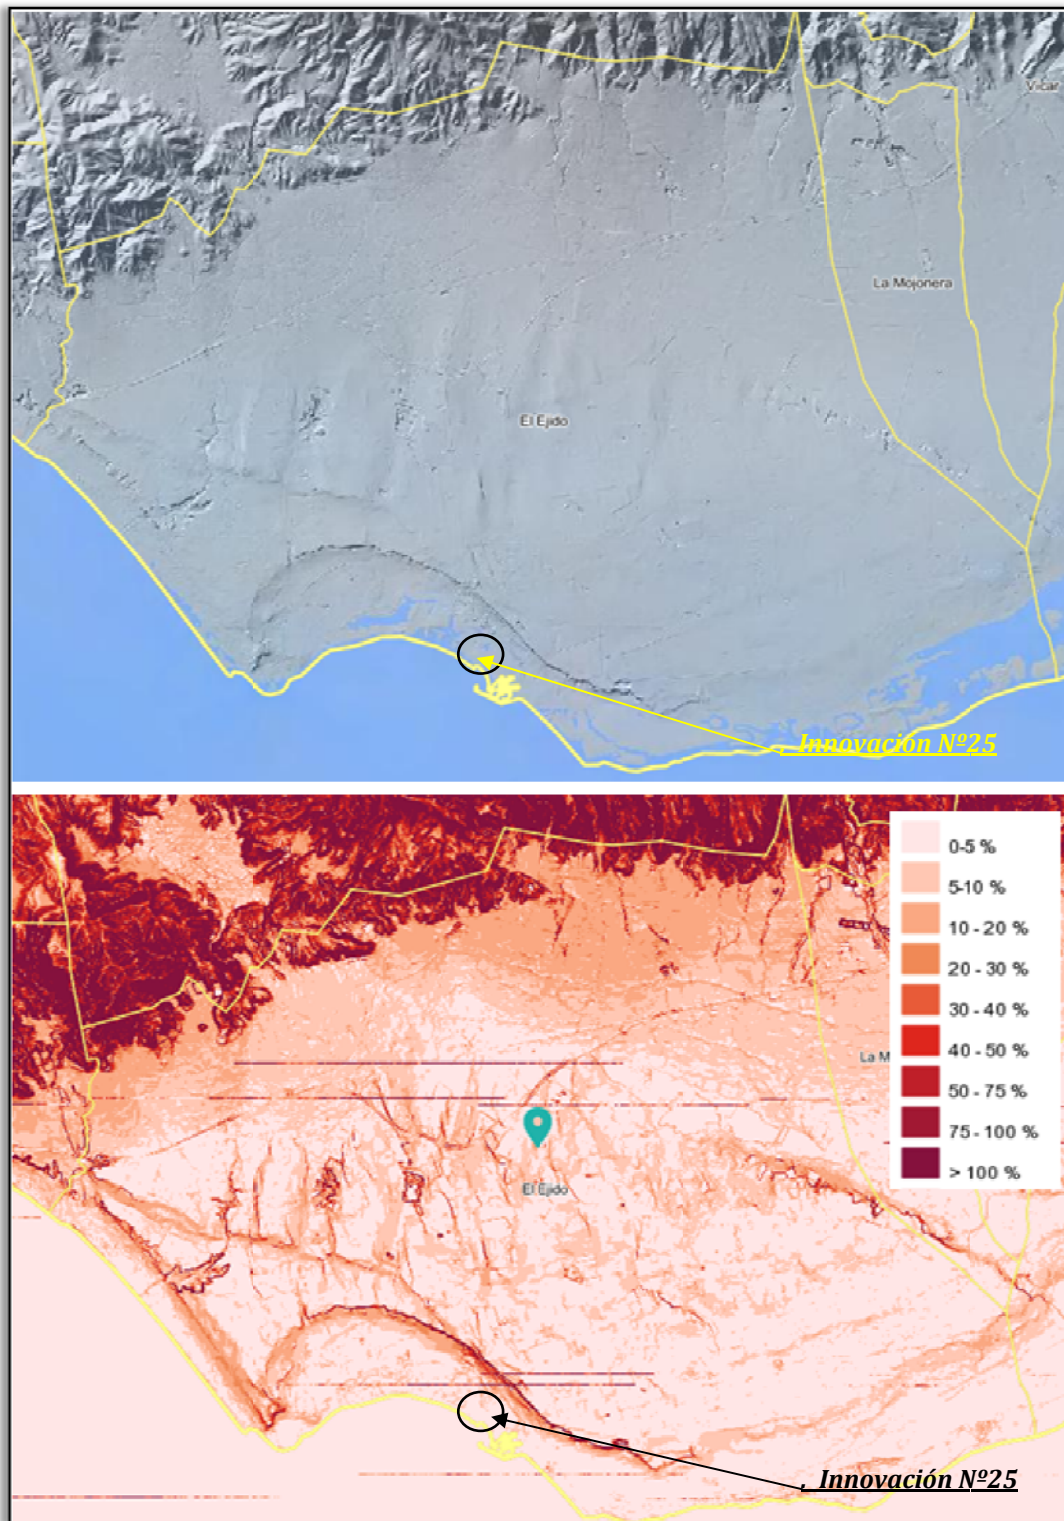 Vícar
La Mojonera
El Ejido
Innovación Nº25
0-5 %
5-10 %
10 - 20 %
20 - 30 %
30 - 40 %
40 - 50 %
La M
50 - 75 %
75 - 100 %
> 100 %
El Ejido
Innovación Nº25